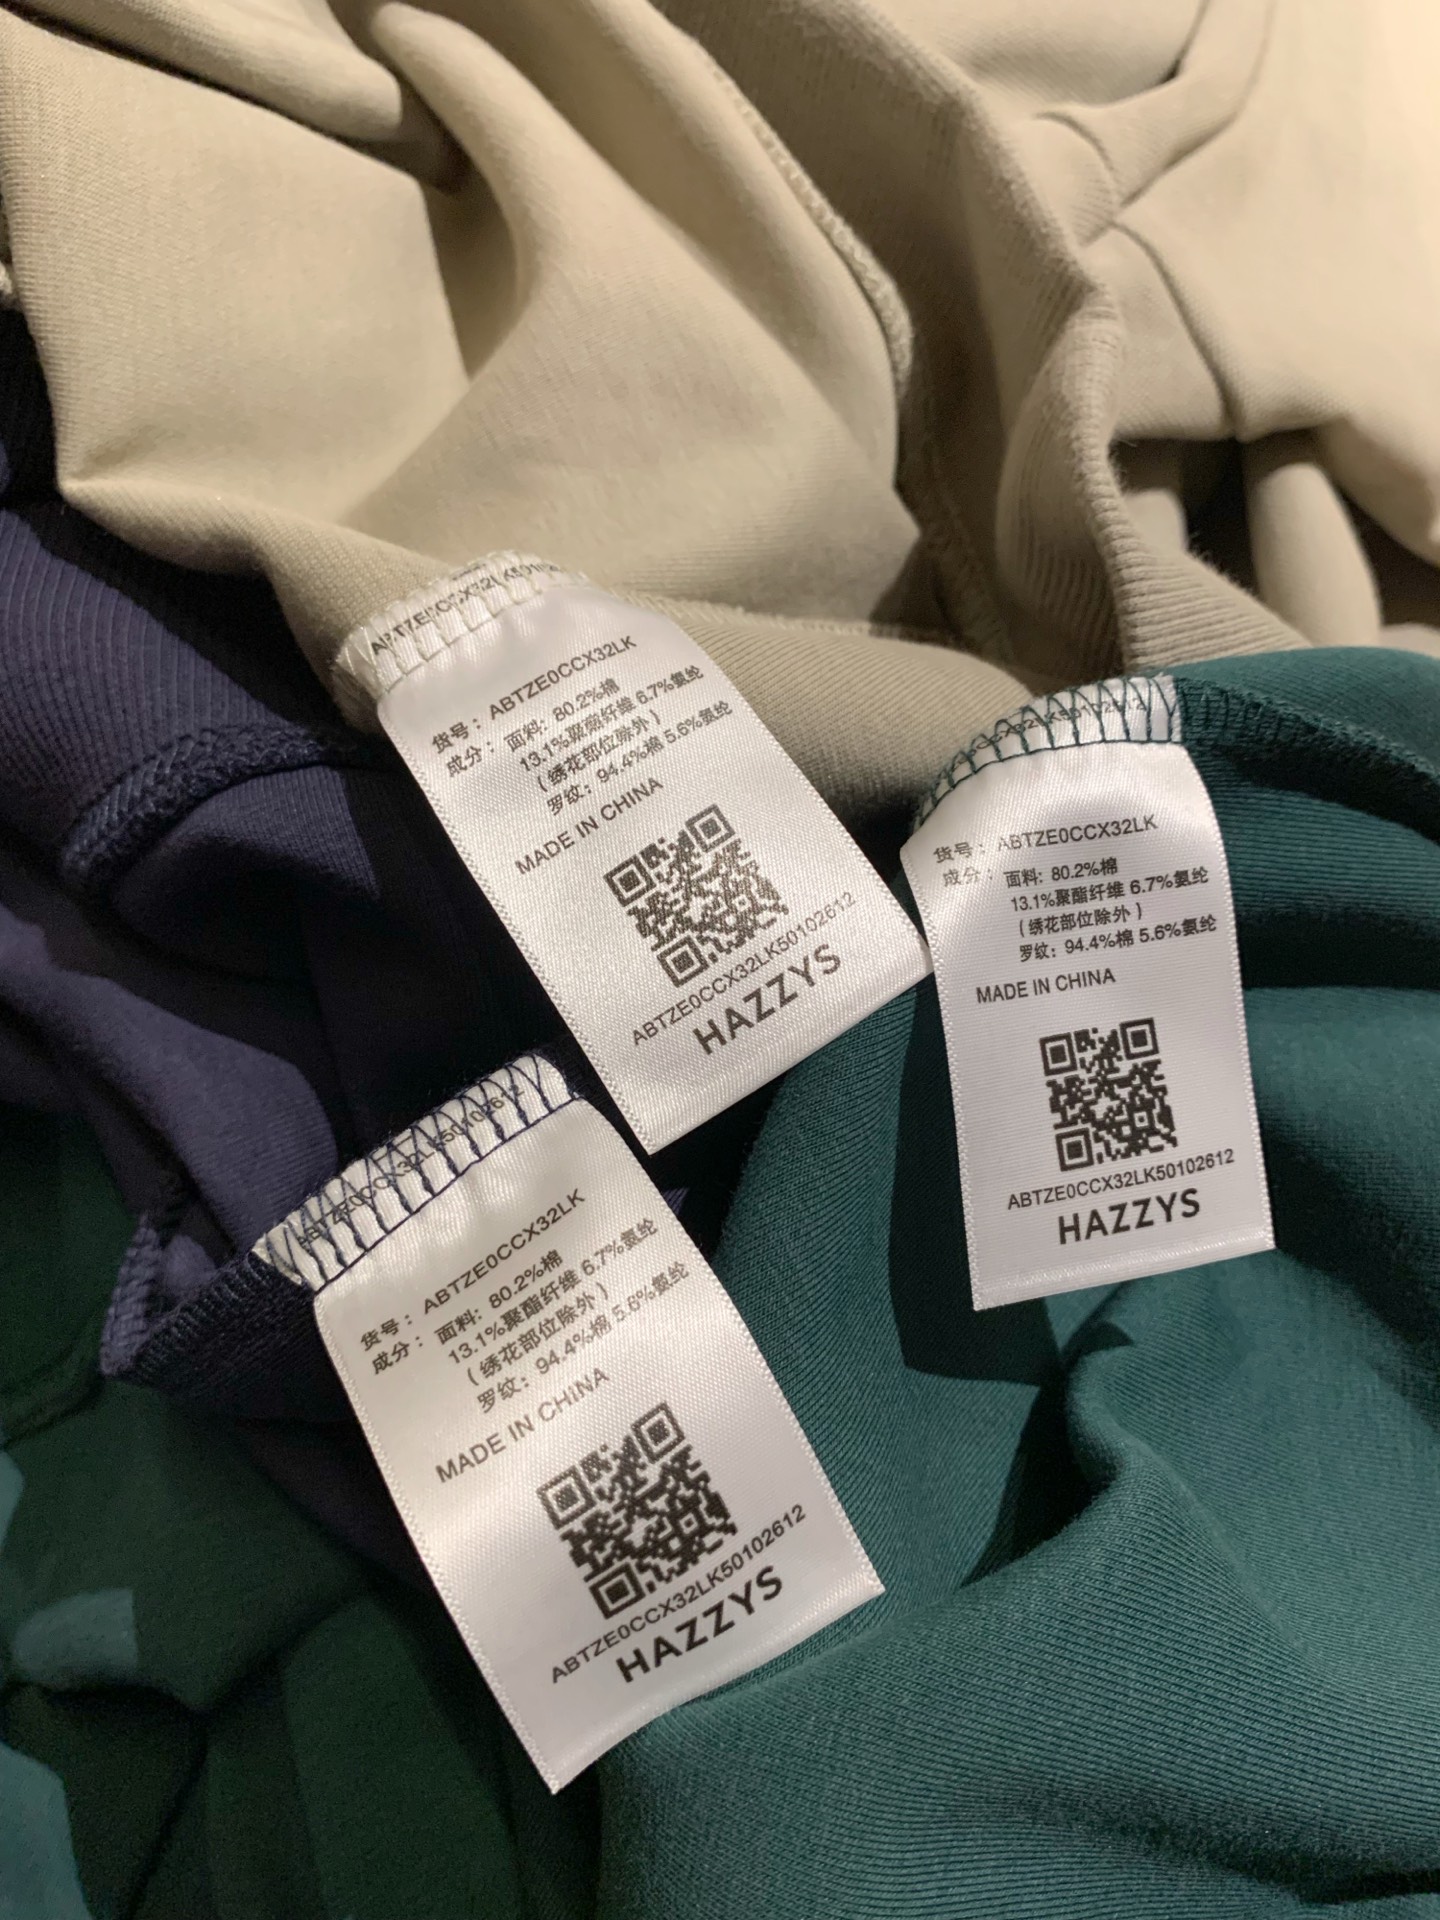 ABTZE0CCX32LK50102612
货号： ABTZE0CCX32LK
成分： 面料: 80.2%棉
13.1%聚酯纤维 6.7%氨纶
( 绣花部位除外 )
罗纹: 94.4%棉 5.6%氨纶
MADE IN CHINA
ABTZE0CCX32LK50102612
HAZZYS
ABTZE0CCX32LK50102612
货号： ABTZE0CCX32LK
成分： 面料: 80.2%棉
13.1%聚酯纤维 6.7%氨纶
( 绣花部位除外 )
罗纹: 94.4%棉 5.6%氨纶
MADE IN CHINA
ABTZE0CCX32LK50102612
HAZZYS
ABTZE0CCX32LK50102612
货号： ABTZE0CCX32LK
成分： 面料: 80.2%棉
13.1%聚酯纤维 6.7%氨纶
( 绣花部位除外 )
罗纹: 94.4%棉 5.6%氨纶
MADE IN CHINA
ABTZE0CCX32LK50102612
HAZZYS